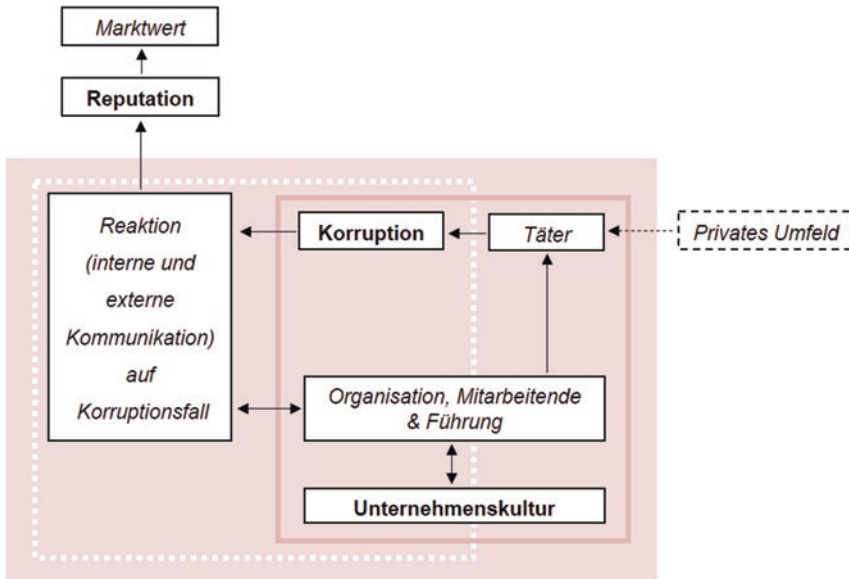 Marktwert
Reputation
Reaktion
(interne und
externe
Kommunikation)
auf
Korruptionsfall
Korruption
Täter
Privates Umfeld
Organisation, Mitarbeitende
& Führung
Unternehmenskultur